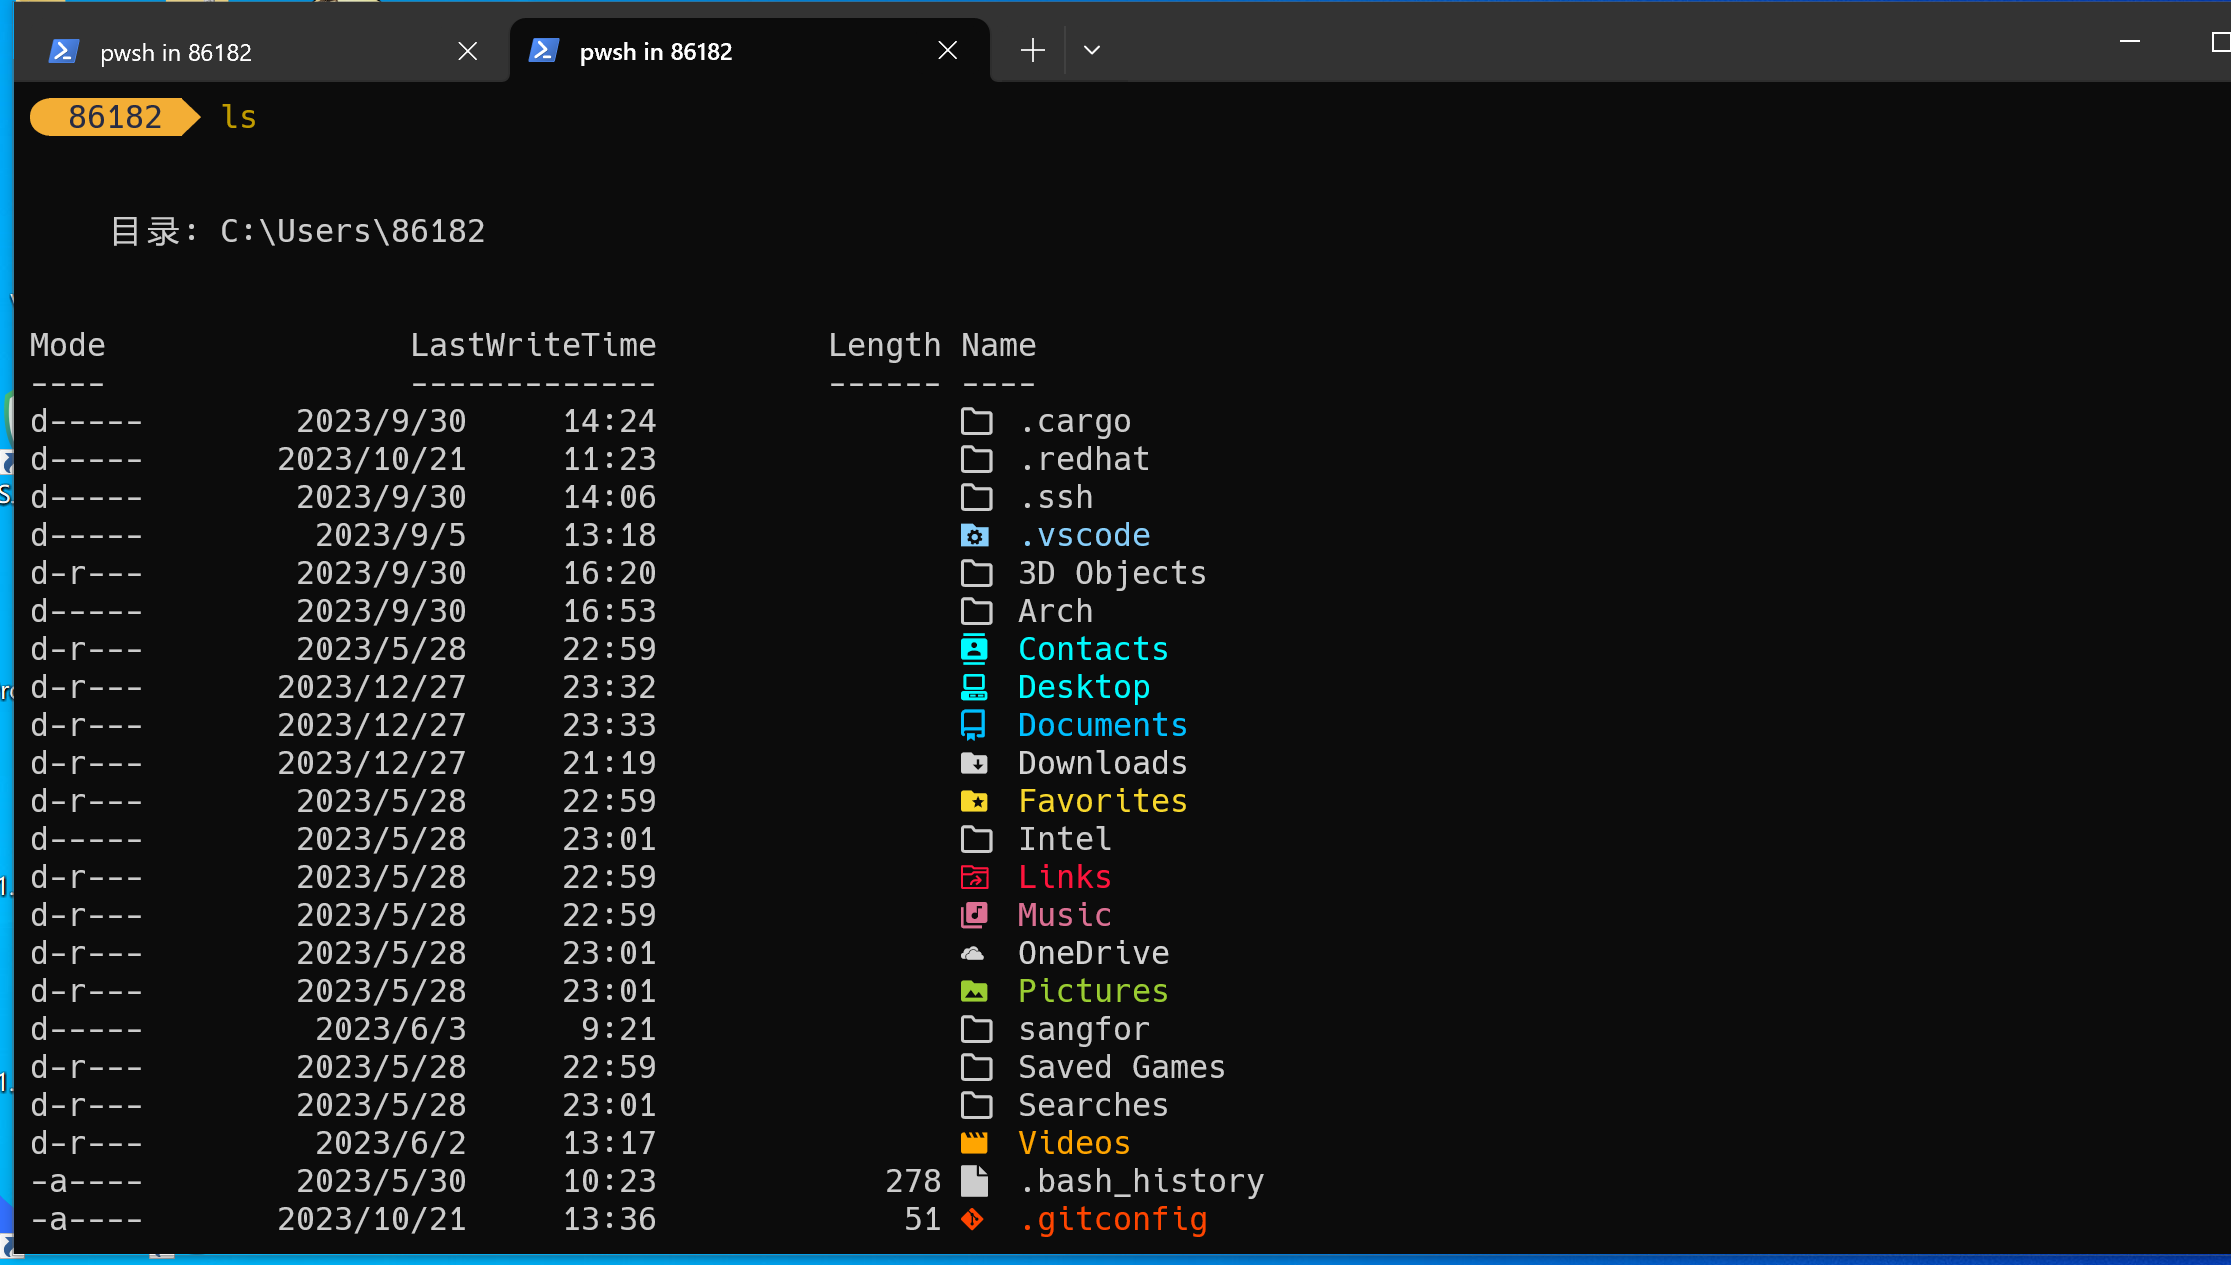 pwsh in 86182 pwsh in 86182
86182 ls
目录: C:\Users\86182
Mode LastWriteTime Length Name
---- ------------- ------ ----
d----- 2023/9/30 14:24 .cargo
d----- 2023/10/21 11:23 .redhat
d----- 2023/9/30 14:06 .ssh
d----- 2023/9/5 13:18 .vscode
d-r--- 2023/9/30 16:20 3D Objects
d----- 2023/9/30 16:53 Arch
d-r--- 2023/5/28 22:59 Contacts
d-r--- 2023/12/27 23:32 Desktop
d-r--- 2023/12/27 23:33 Documents
d-r--- 2023/12/27 21:19 Downloads
d-r--- 2023/5/28 22:59 Favorites
d----- 2023/5/28 23:01 Intel
d-r--- 2023/5/28 22:59 Links
d-r--- 2023/5/28 22:59 Music
d-r--- 2023/5/28 23:01 OneDrive
d-r--- 2023/5/28 23:01 Pictures
d----- 2023/6/3 9:21 sangfor
d-r--- 2023/5/28 22:59 Saved Games
d-r--- 2023/5/28 23:01 Searches
d-r--- 2023/6/2 13:17 Videos
-a---- 2023/5/30 10:23 278 .bash_history
-a---- 2023/10/21 13:36 51 .gitconfig